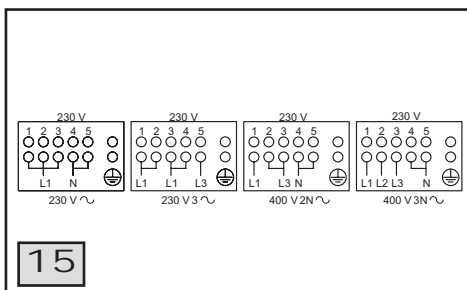 230 V 230 V 230 V 230 V
1 2 3 4 5 1 2 3 4 5 1 2 3 4 5 1 2 3 4 5
L1 N L1 L1 L3 L1 L3 N L1 L2 L3 N
230 V 230 V 3 400 V 2N 400 V 3N
15